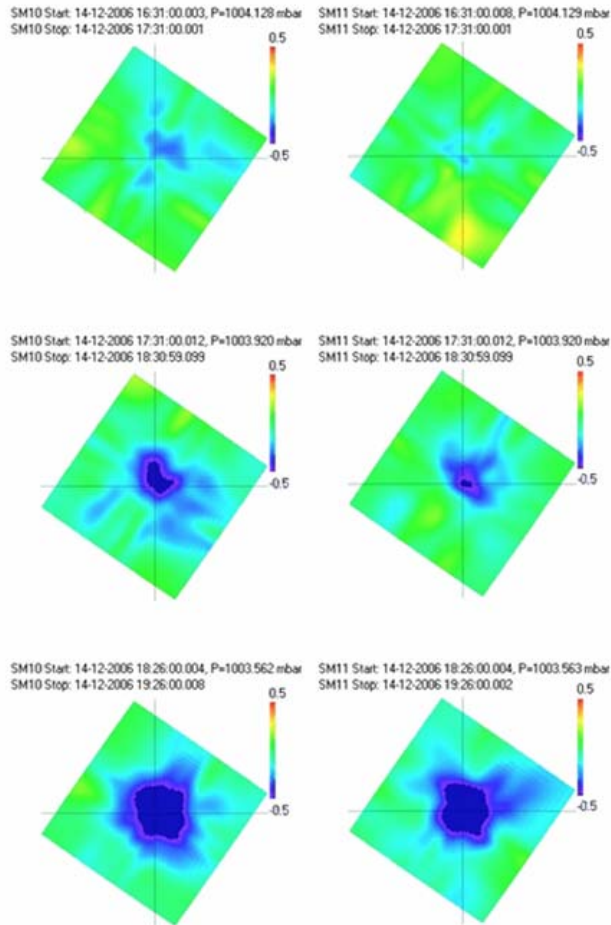 SM10 Start: 14-12-2006 16:31:00.003, P=1004.128 mbar
SM10 Stop: 14-12-2006 17:31:00.001
0.5
-0.5
SM11 Start: 14-12-2006 16:31:00.008, P=1004.129 mbar
SM11 Stop: 14-12-2006 17:31:00.001
0.5
-0.5
SM10 Start: 14-12-2006 17:31:00.012, P=1003.920 mbar
SM10 Stop: 14-12-2006 18:30:59.099
0.5
-0.5
SM11 Start: 14-12-2006 17:31:00.012, P=1003.920 mbar
SM11 Stop: 14-12-2006 18:30:59.099
0.5
-0.5
SM10 Start: 14-12-2006 18:26:00.004, P=1003.562 mbar
SM10 Stop: 14-12-2006 19:26:00.008
0.5
-0.5
SM11 Start: 14-12-2006 18:26:00.004, P=1003.563 mbar
SM11 Stop: 14-12-2006 19:26:00.002
0.5
-0.5